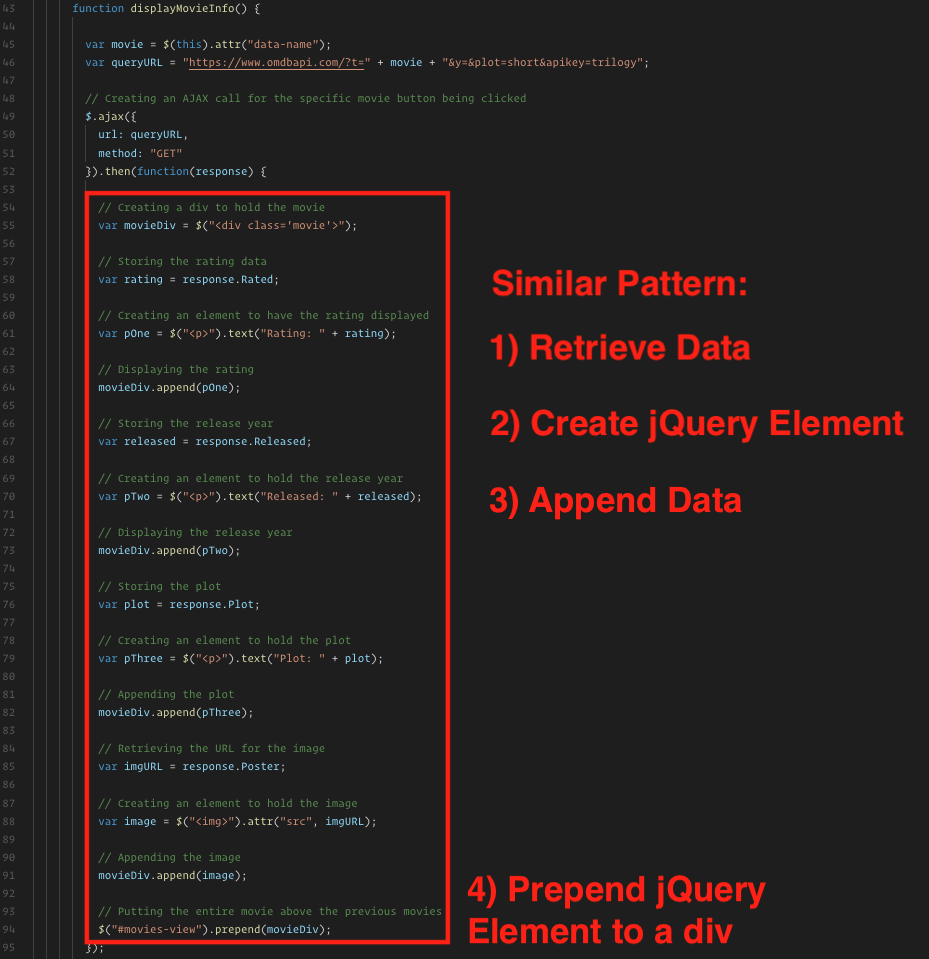 43 function displayMovieInfo() {
44
45 var movie = $(this).attr("data-name");
46 var queryURL = "https://www.omdbapi.com/?t=" + movie + "&y=&plot=short&apikey=trilogy";
47
48 // Creating an AJAX call for the specific movie button being clicked
49 $.ajax({
50 url: queryURL,
51 method: "GET"
52 }).then(function(response) {
53
54 // Creating a div to hold the movie
55 var movieDiv = $("<div class='movie'>");
56
57 // Storing the rating data
58 var rating = response.Rated;
59
60 // Creating an element to have the rating displayed
61 var pOne = $("<p>").text("Rating: " + rating);
62
63 // Displaying the rating
64 movieDiv.append(pOne);
65
66 // Storing the release year
67 var released = response.Released;
68
69 // Creating an element to hold the release year
70 var pTwo = $("<p>").text("Released: " + released);
71
72 // Displaying the release year
73 movieDiv.append(pTwo);
74
75 // Storing the plot
76 var plot = response.Plot;
77
78 // Creating an element to hold the plot
79 var pThree = $("<p>").text("Plot: " + plot);
80
81 // Appending the plot
82 movieDiv.append(pThree);
83
84 // Retrieving the URL for the image
85 var imgURL = response.Poster;
86
87 // Creating an element to hold the image
88 var image = $("<img>").attr("src", imgURL);
89
90 // Appending the image
91 movieDiv.append(image);
92
93 // Putting the entire movie above the previous movies
94 $("#movies-view").prepend(movieDiv);
95 });
Similar Pattern:
1) Retrieve Data
2) Create jQuery Element
3) Append Data
4) Prepend jQuery
Element to a div